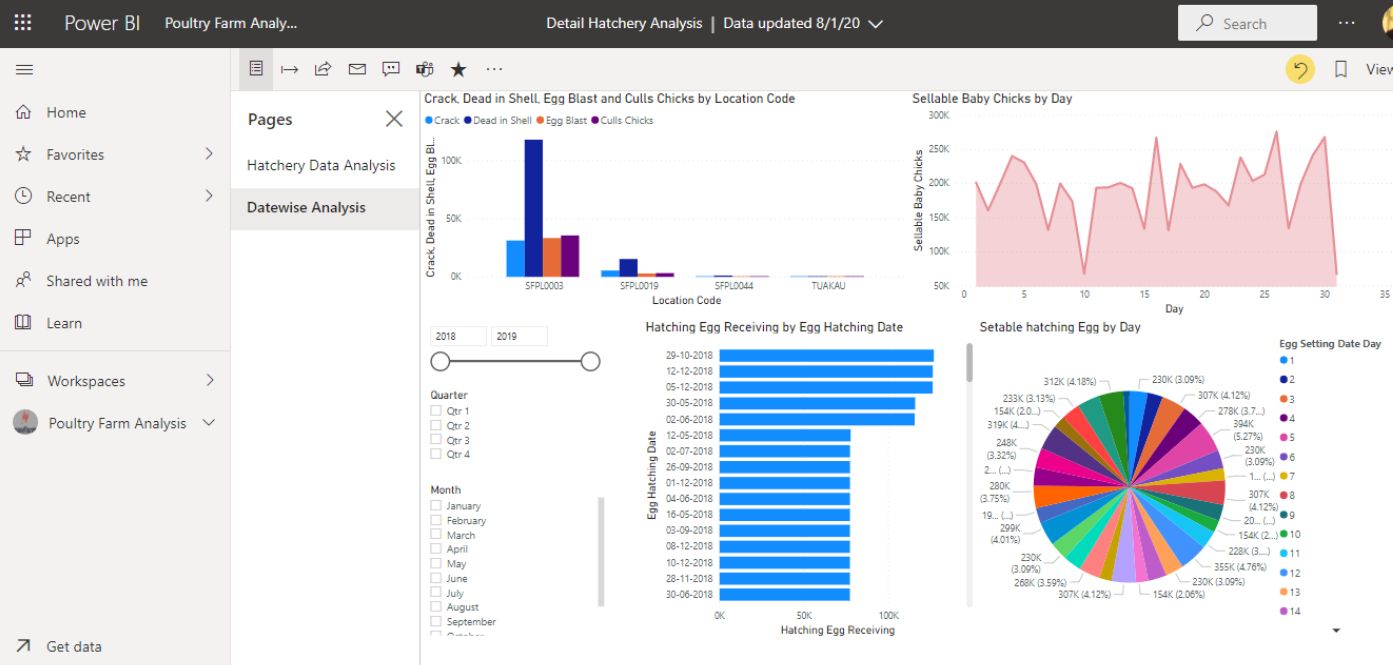 Power BI
Poultry Farm Analy...
Detail Hatchery Analysis | Data updated 8/1/20
Search
View
Home
Favorites
Recent
Apps
Shared with me
Learn
Workspaces
Poultry Farm Analysis
Get data
Pages
Hatchery Data Analysis
Datewise Analysis
Crack, Dead in Shell, Egg Blast and Culls Chicks by Location Code
Crack Dead in Shell Egg Blast Culls Chicks
Crack, Dead in Shell, Egg Bl...
100K
50K
0K
SFPL0003 SFPL0019 SFPL0044 TUAKAU
Location Code
Sellable Baby Chicks by Day
Sellable Baby Chicks
300K
250K
200K
150K
100K
50K
0 5 10 15 20 25 30 35
Day
2018 2019
Quarter
Qtr 1
Qtr 2
Qtr 3
Qtr 4
Month
January
February
March
April
May
June
July
August
September
Hatching Egg Receiving by Egg Hatching Date
Egg Hatching Date
29-10-2018
12-12-2018
05-12-2018
30-05-2018
02-06-2018
12-05-2018
02-07-2018
26-09-2018
01-12-2018
04-06-2018
16-05-2018
03-09-2018
08-12-2018
10-12-2018
28-11-2018
30-06-2018
0K 50K 100K
Hatching Egg Receiving
Setable hatching Egg by Day
230K (3.09%)
307K (4.12%)
278K (3.7...)
394K
(5.27%)
230K
(3.09%)
1... (...)
307K
(4.12%)
20... (...)
154K (2...)
228K (3....)
355K (4.76%)
230K (3.09%)
154K (2.06%)
307K (4.12%)
268K (3.59%)
230K
(3.09%)
299K
(4.01%)
19... (...)
280K
(3.75%)
2... (...)
248K
(3.32%)
319K (4...)
154K (2.0...)
233K (3.13%)
312K (4.18%)
Egg Setting Date Day
1
2
3
4
5
6
7
8
9
10
11
12
13
14